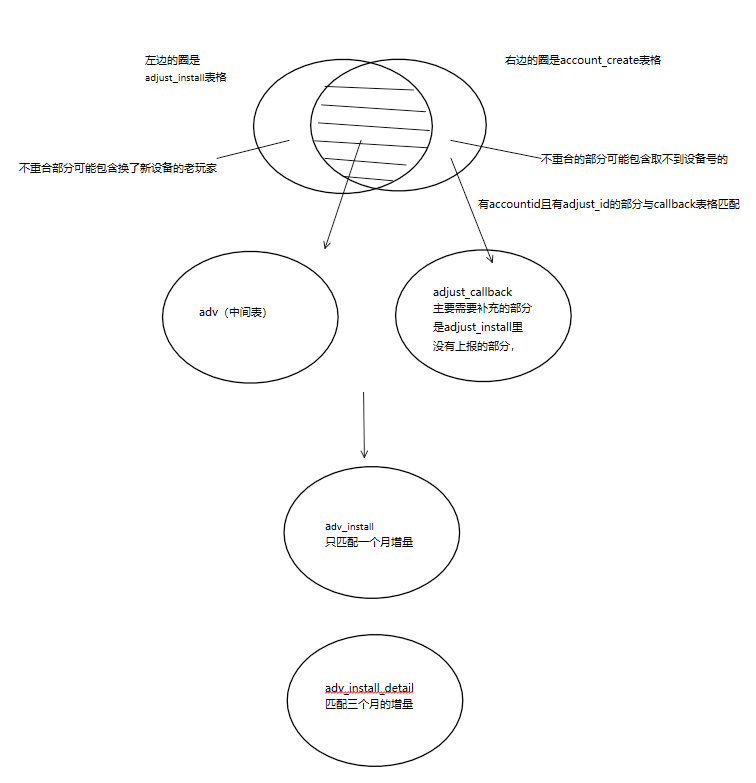 左边的圈是
adjust_install表格
右边的圈是account_create表格
不重合部分可能包含换了新设备的老玩家
不重合的部分可能包含取不到设备号的
有accountid且有adjust_id的部分与callback表格匹配
adv（中间表）
adjust_callback
主要需要补充的部分
是adjust_install里
没有上报的部分，
adv_install
只匹配一个月增量
adv_install_detail
匹配三个月的增量